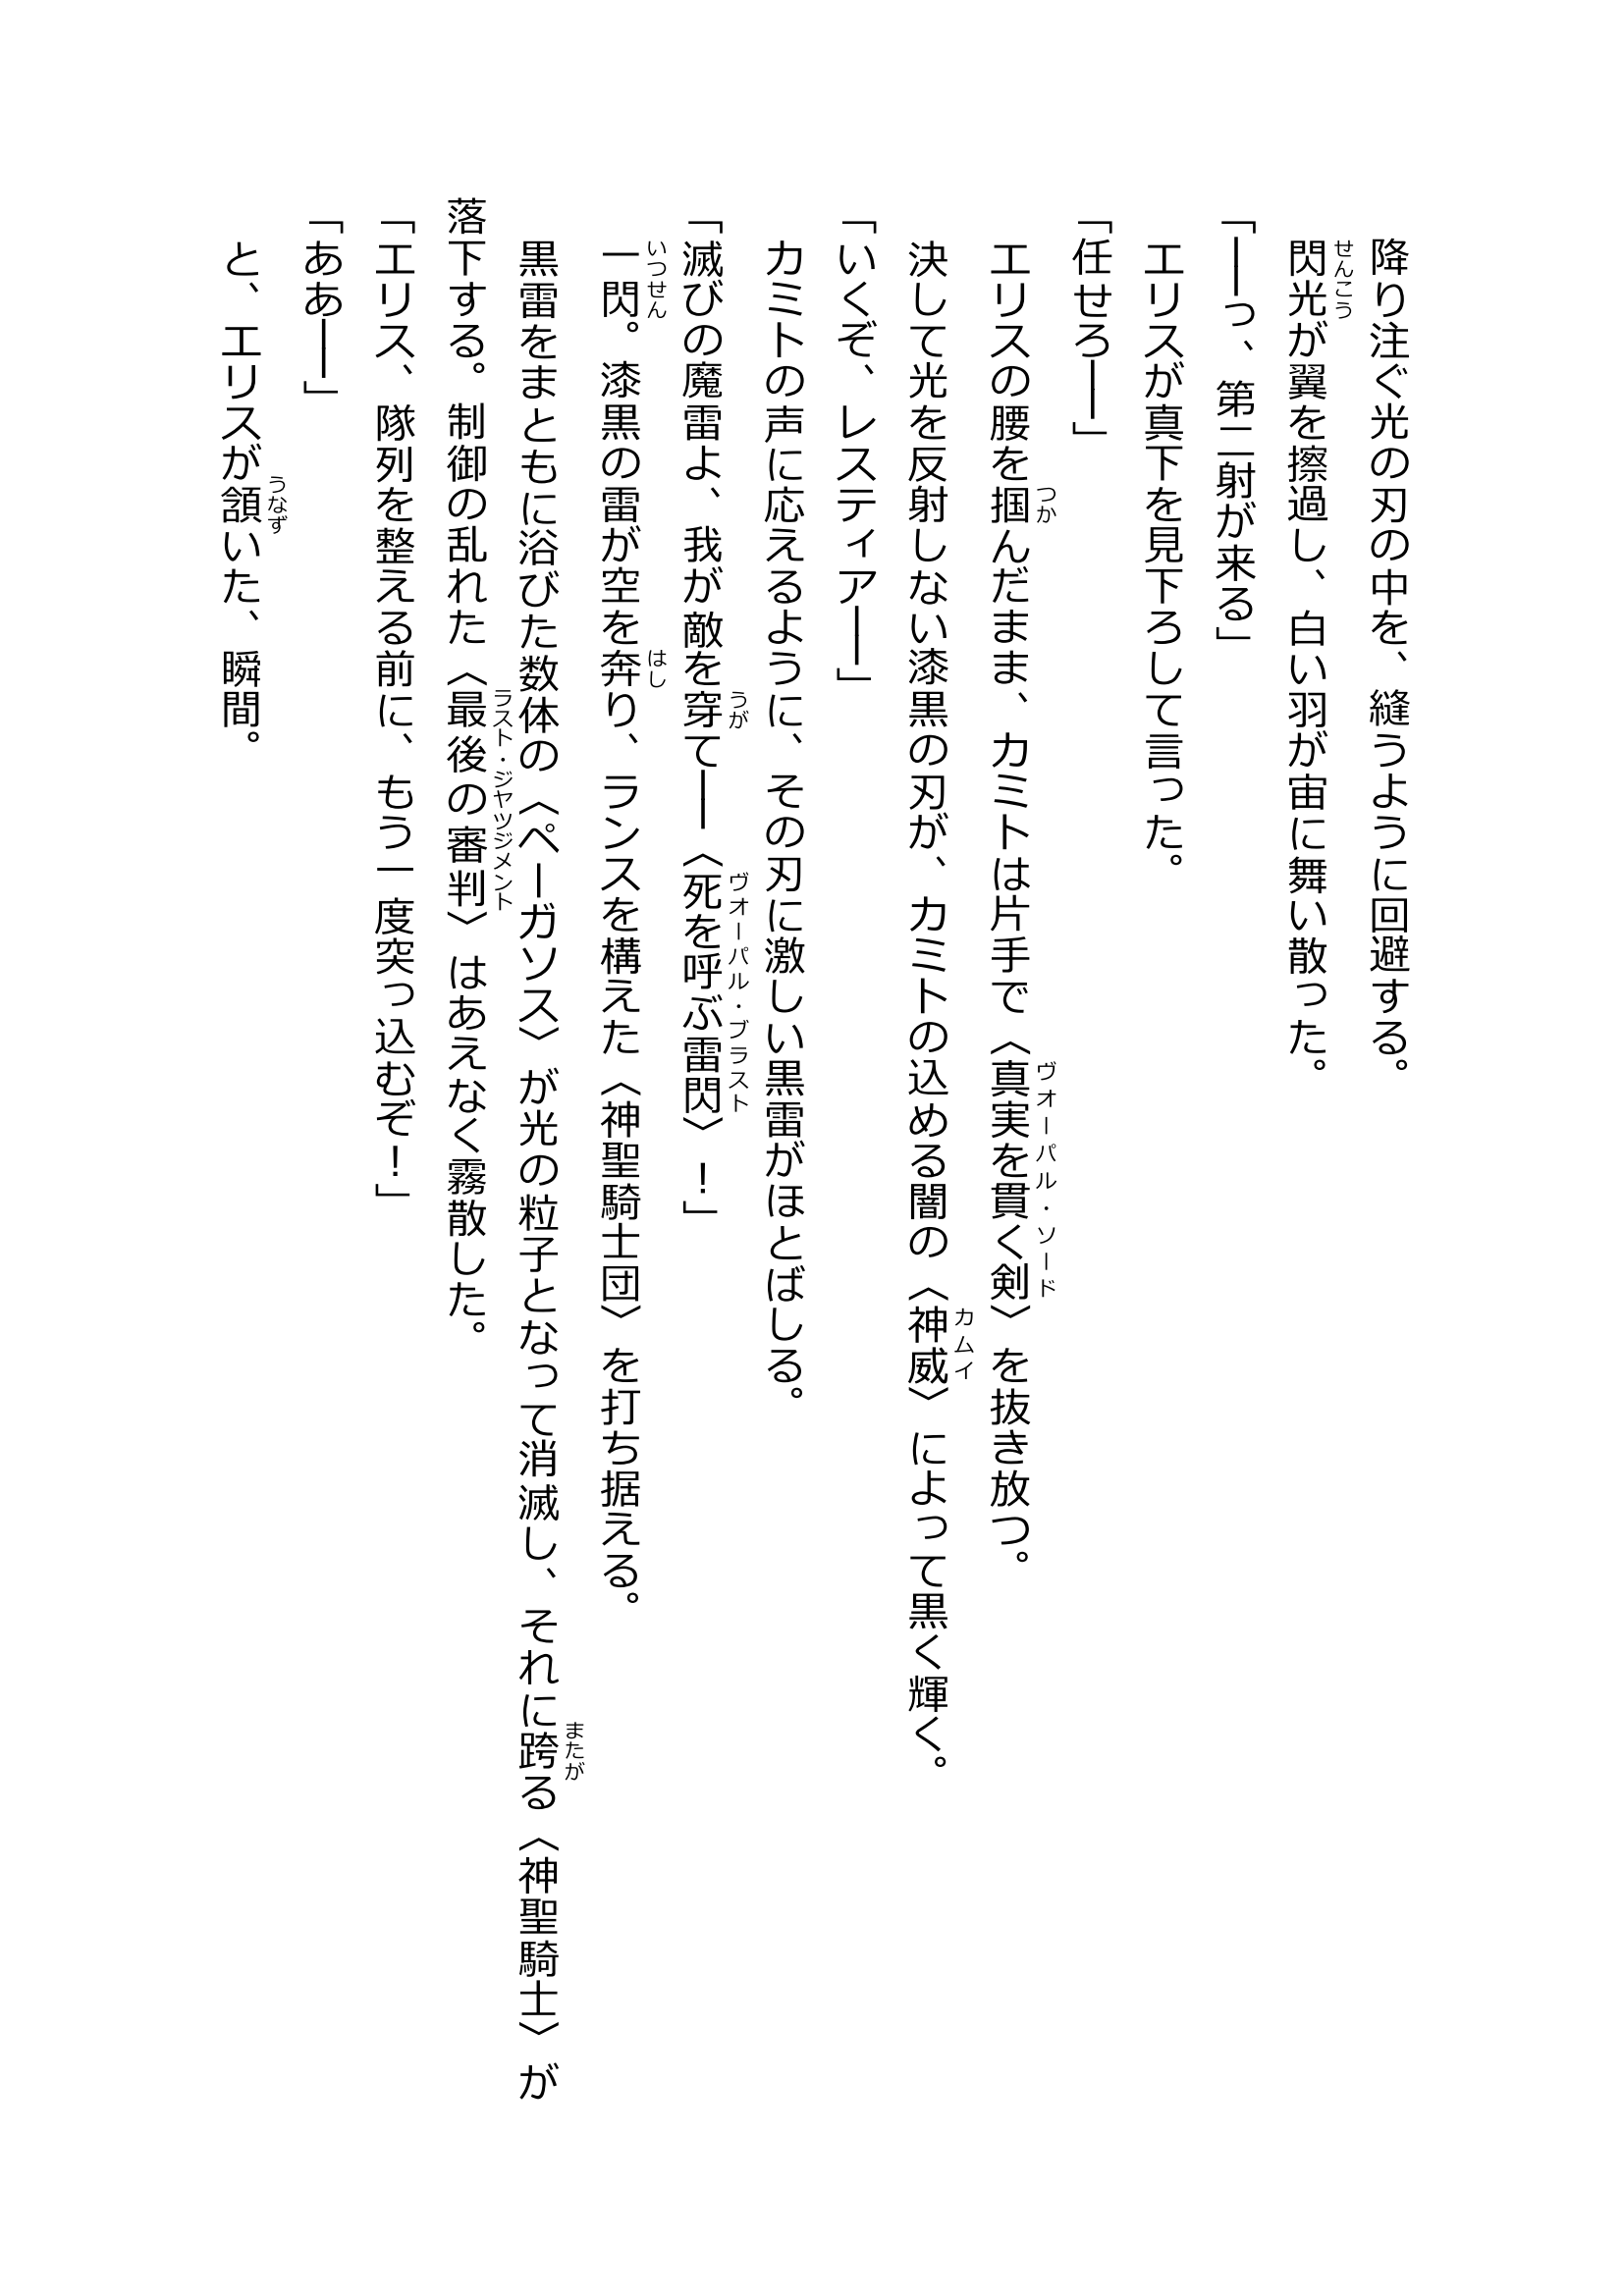 降り注ぐ光の刃の中を、縫うように回避する。
閃光が翼を擦過し、白い羽が宙に舞い散った。
せんこう
「――っ、第二射が来る」
エリスが真下を見下ろして言った。
「任せろ――」
エリスの腰を掴んだまま、カミトは片手で〈真実を貫く剣〉を抜き放つ。
つか
ヴオーパル・ソード
決して光を反射しない漆黒の刃が、カミトの込める闇の〈神威〉によって黒く輝く。
カムイ
「いくぞ、レスティア――」
カミトの声に応えるように、その刃に激しい黒雷がほとばしる。
「滅びの魔雷よ、我が敵を穿て――〈死を呼ぶ雷閃〉！」
うが
ヴオーパル・ブラスト
一閃。漆黒の雷が空を奔り、ランスを構えた〈神聖騎士団〉を打ち据える。
いつせん
はし
黒雷をまともに浴びた数体の〈ペーガソス〉が光の粒子となって消滅し、それに跨る〈神聖騎士〉が
またが
落下する。制御の乱れた〈最後の審判〉はあえなく霧散した。
ラスト・ジヤツジメント
「エリス、隊列を整える前に、もう一度突っ込むぞ！」
「ああ――」
と、エリスが頷いた、瞬間。
うなず